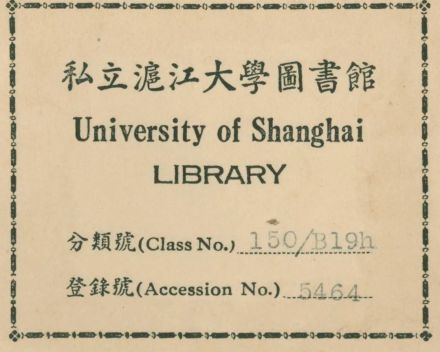 私立滬江大學圖書館
University of Shanghai
LIBRARY
分類號(Class No.) 150/B19h
登錄號(Accession No.) 5464